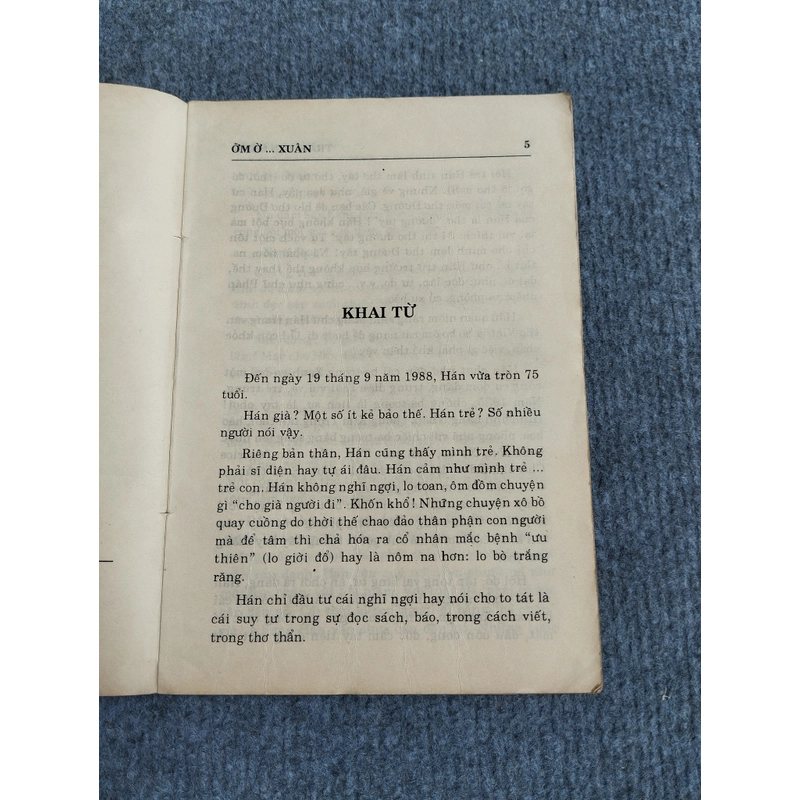 ỞM Ờ ... XUÂN 5
KHAI TỪ
Đến ngày 19 tháng 9 năm 1988, Hán vừa tròn 75
tuổi.
Hán già? Một số ít kẻ bảo thế. Hán trẻ? Số nhiều
người nói vậy.
Riêng bản thân, Hán cũng thấy mình trẻ. Không
phải sĩ diện hay tự ái đâu. Hán cảm như mình trẻ ...
trẻ con. Hán không nghĩ ngợi, lo toan, ôm đồm chuyện
gì “cho già người đi”. Khốn khổ! Những chuyện xô bồ
quay cuồng do thời thế chao đảo thân phận con người
mà để tâm thì chả hóa ra cổ nhân mắc bệnh “ưu
thiên” (lo giời đổ) hay là nôm na hơn: lo bò trắng
răng.
Hán chỉ đầu tư cái nghĩ ngợi hay nói cho to tát là
cái suy tư trong sự đọc sách, báo, trong cách viết,
trong thơ thẩn.